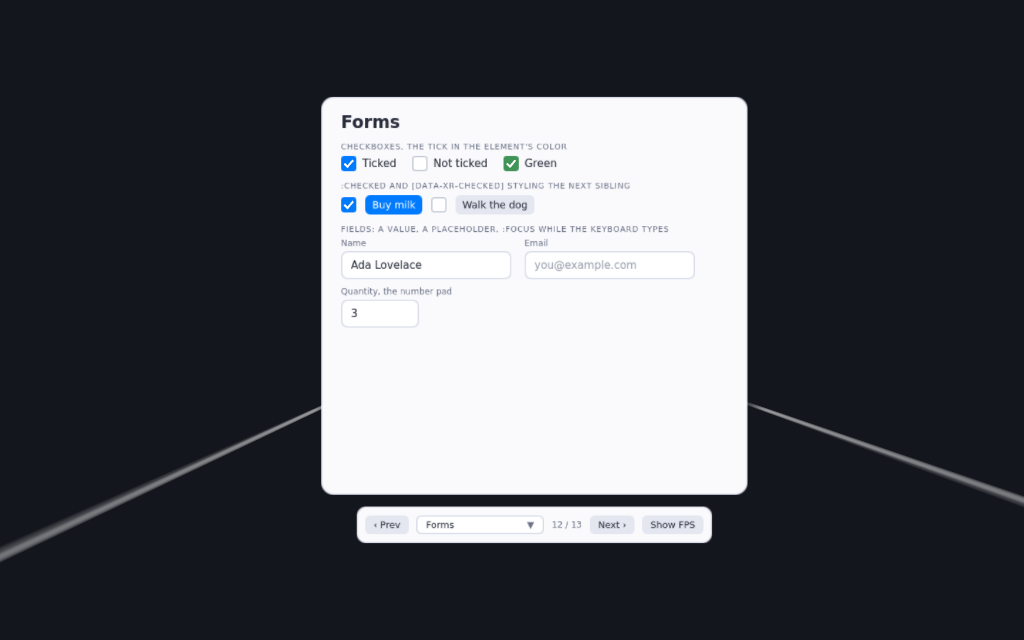 Forms
CHECKBOXES. THE TICK IN THE ELEMENT'S COLOR
Ticked Not ticked Green
:CHECKED AND [DATA-XR-CHECKED] STYLING THE NEXT SIBLING
Buy milk Walk the dog
FIELDS: A VALUE, A PLACEHOLDER, :FOCUS WHILE THE KEYBOARD TYPES
Name Email
Ada Lovelace you@example.com
Quantity, the number pad
3
‹ Prev Forms ▼ 12 / 13 Next › Show FPS